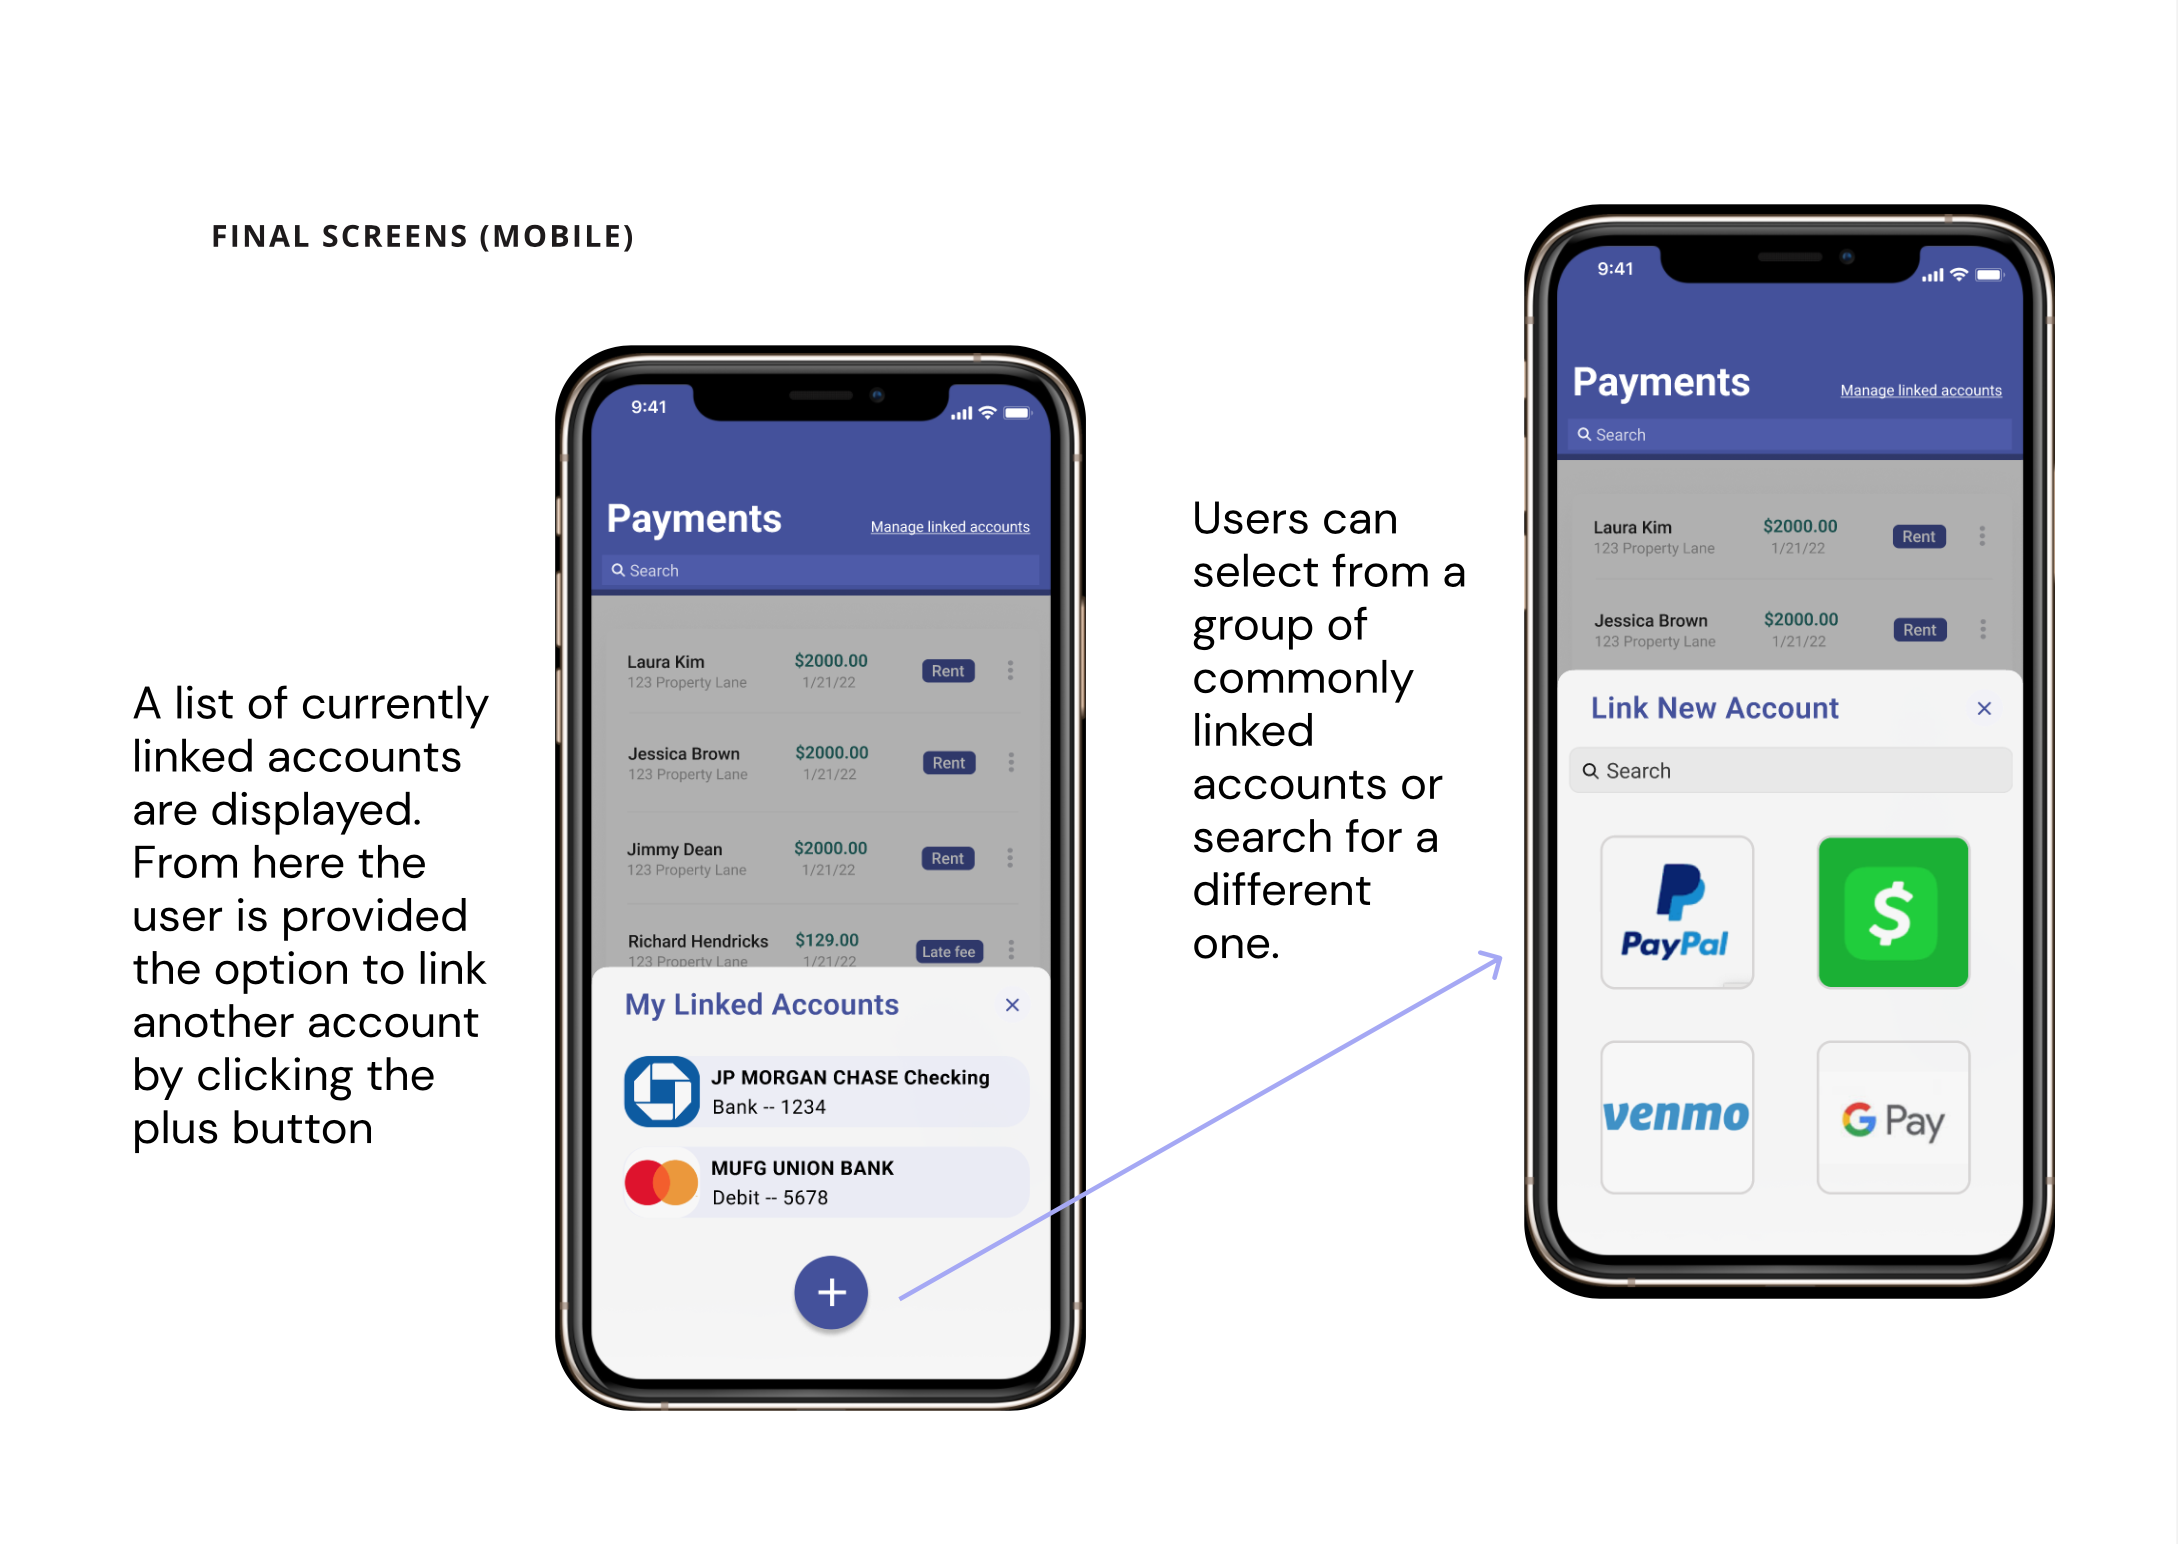 FINAL SCREENS (MOBILE)
A list of currently
linked accounts
are displayed.
From here the
user is provided
the option to link
another account
by clicking the
plus button
9:41
Payments
Manage linked accounts
Search
Laura Kim $2000.00 Rent
123 Property Lane 1/21/22
Jessica Brown $2000.00 Rent
123 Property Lane 1/21/22
Jimmy Dean $2000.00 Rent
123 Property Lane 1/21/22
Richard Hendricks $129.00 Late fee
123 Property Lane 1/21/22
My Linked Accounts ×
JP MORGAN CHASE Checking
Bank -- 1234
MUFG UNION BANK
Debit -- 5678
+
Users can
select from a
group of
commonly
linked
accounts or
search for a
different
one.
9:41
Payments
Manage linked accounts
Search
Laura Kim $2000.00 Rent
123 Property Lane 1/21/22
Jessica Brown $2000.00 Rent
123 Property Lane 1/21/22
Link New Account ×
Search
PayPal
$
venmo
G Pay